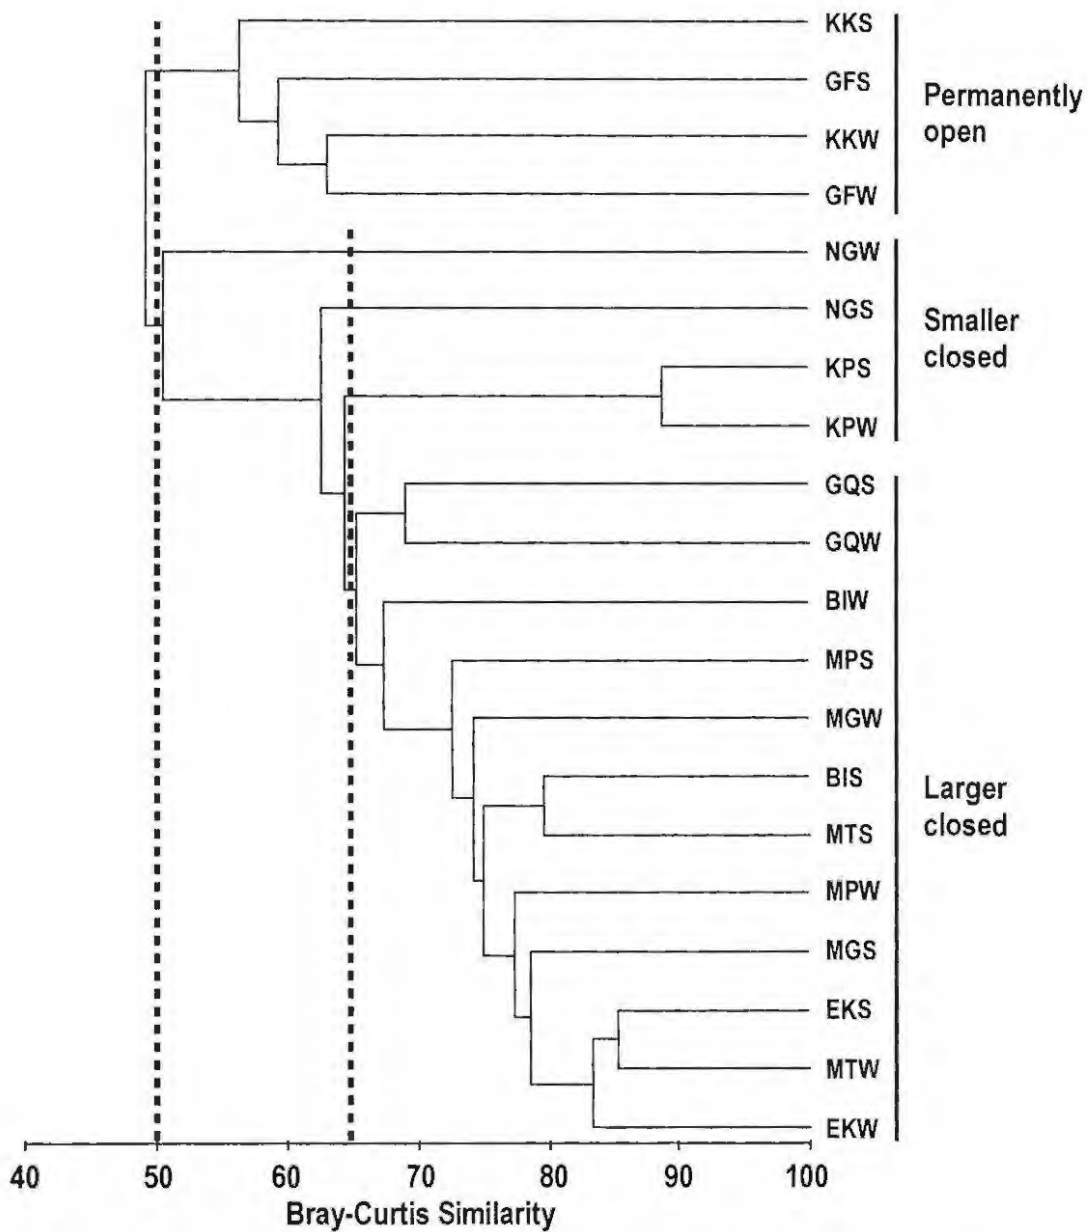 KKS
GFS
KKW
GFW
Permanently
open
NGW
NGS
KPS
KPW
Smaller
closed
GQS
GQW
BIW
MPS
MGW
BIS
MTS
MPW
MGS
EKS
MTW
EKW
Larger
closed
40 50 60 70 80 90 100
Bray-Curtis Similarity